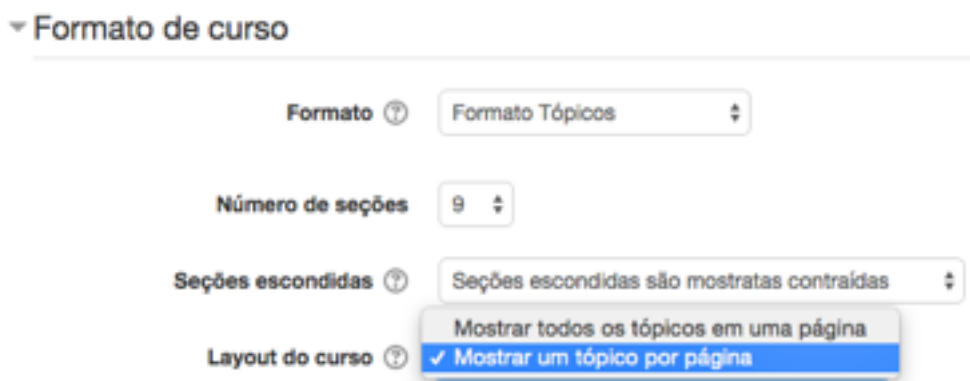 Formato de curso
Formato Formato Tópicos
Número de seções 9
Seções escondidas Seções escondidas são mostratas contraídas
Mostrar todos os tópicos em uma página
Layout do curso ✓ Mostrar um tópico por página